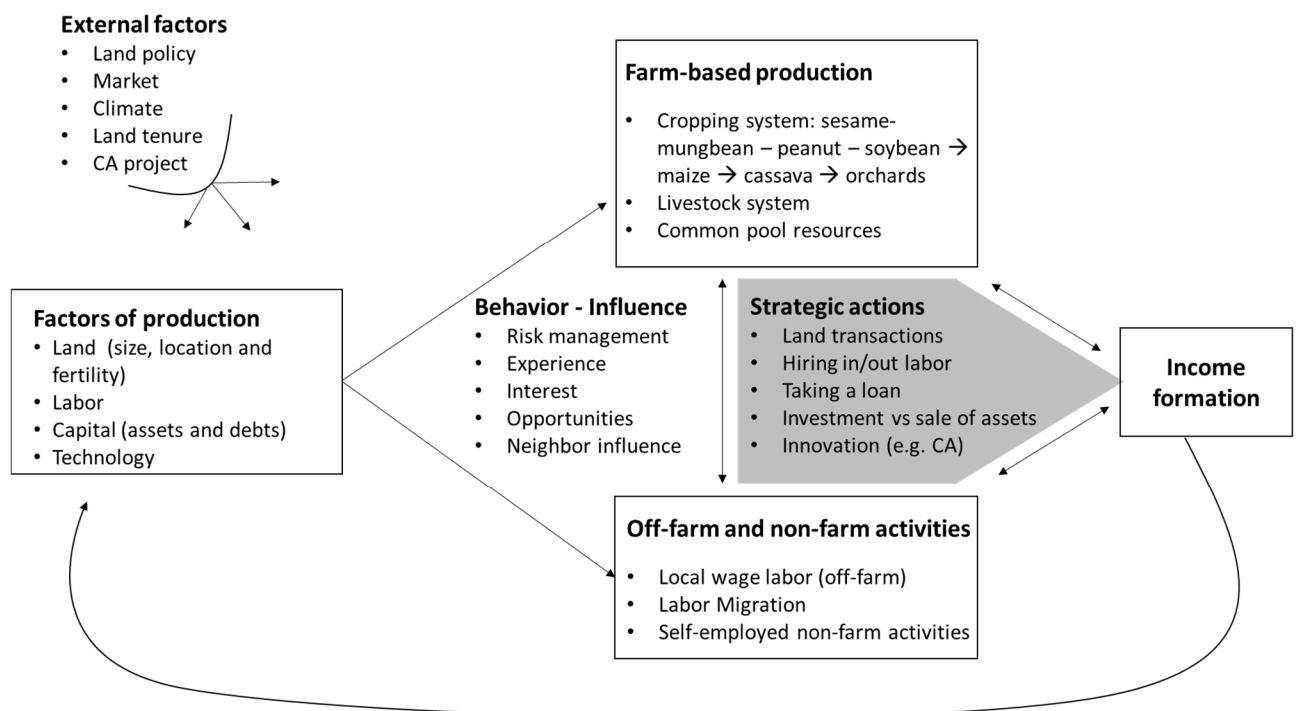 External factors
• Land policy
• Market
• Climate
• Land tenure
• CA project
Farm-based production
• Cropping system: sesame-
mungbean – peanut – soybean →
maize → cassava → orchards
• Livestock system
• Common pool resources
Factors of production
• Land (size, location and
fertility)
• Labor
• Capital (assets and debts)
• Technology
Behavior - Influence
• Risk management
• Experience
• Interest
• Opportunities
• Neighbor influence
Strategic actions
• Land transactions
• Hiring in/out labor
• Taking a loan
• Investment vs sale of assets
• Innovation (e.g. CA)
Income
formation
Off-farm and non-farm activities
• Local wage labor (off-farm)
• Labor Migration
• Self-employed non-farm activities